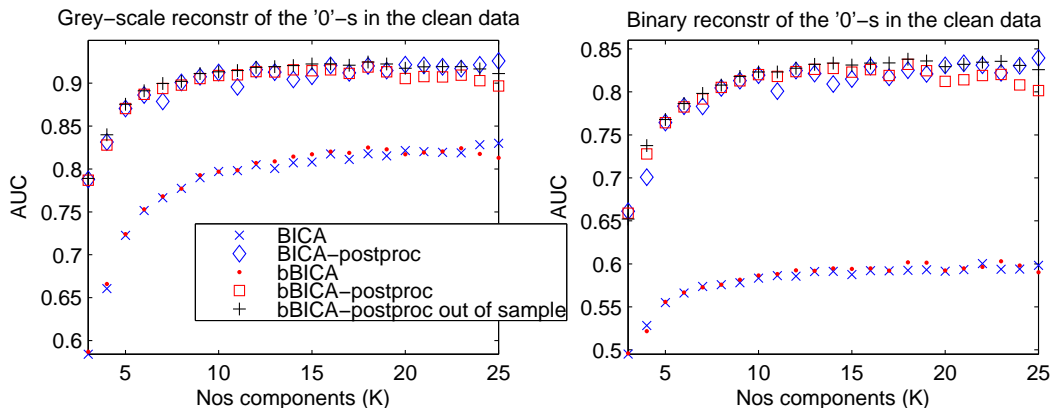 Grey-scale reconstr of the '0'-s in the clean data
0.9
0.85
0.8
0.75
0.7
0.65
0.6
AUC
5 10 15 20 25
Nos components (K)
BICA
BICA-postproc
bBICA
bBICA-postproc
bBICA-postproc out of sample
Binary reconstr of the '0'-s in the clean data
0.85
0.8
0.75
0.7
0.65
0.6
0.55
0.5
AUC
5 10 15 20 25
Nos components (K)